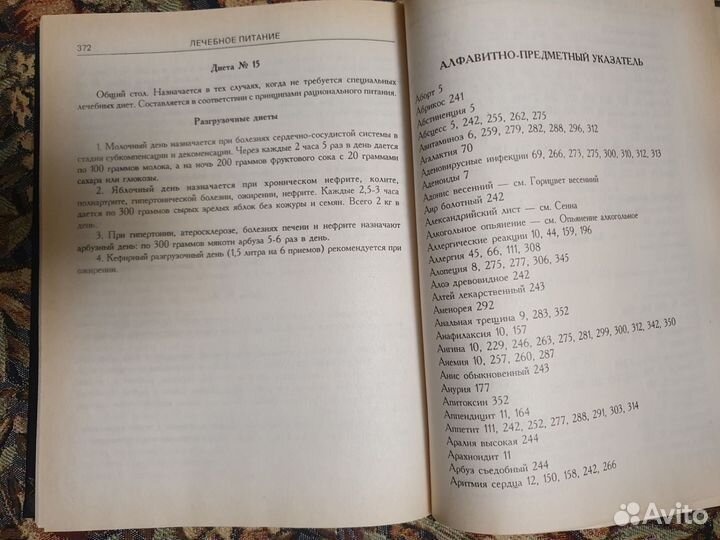 372
ЛЕЧЕБНОЕ ПИТАНИЕ
Диета № 15
Общий стол. Назначается в тех случаях, когда не требуется специальных
лечебных диет. Составляется в соответствии с принципами рационального питания.
Разгрузочные диеты
1. Молочный день назначается при болезнях сердечно-сосудистой системы в
стадии субкомпенсации и декоменсации. Через каждые 2 часа 5 раз в день дается
по 100 граммов молока, а на ночь 200 граммов фруктового сока с 20 граммами
сахара или глюкозы.
2. Яблочный день назначается при хроническом нефрите, колите,
полиартрите, гипертонической болезни, ожирении, нефрите. Каждые 2,5-3 часа
дается по 300 граммов сырых зрелых яблок без кожуры и семян. Всего 2 кг в
день.
3. При гипертонии, атеросклерозе, болезнях печени и нефрите назначают
арбузный день: по 300 граммов мякоти арбуза 5-6 раз в день.
4. Кефирный разгрузочный день (1,5 литра на 6 приемов) рекомендуется при
ожирении.
АЛФАВИТНО-ПРЕДМЕТНЫЙ УКАЗАТЕЛЬ
Аборт 5
Абрикос 241
Абстиненция 5
Абсцесс 5, 242, 255, 262, 275
Авитаминоз 6, 259, 279, 282, 288, 296, 312
Агалактия 70
Аденовирусные инфекции 69, 266, 273, 275, 300, 310, 312, 313
Аденоиды 7
Адонис весенний — см. Горицвет весенний
Аир болотный 242
Александрийский лист — см. Сенна
Алкогольное опьянение — см. Опьянение алкогольное
Аллергические реакции 10, 44, 159, 196
Аллергия 45, 66, 111, 308
Алопеция 8, 275, 277, 306, 345
Алоэ древовидное 242
Алтей лекарственный 243
Аменорея 292
Анальная трещина 9, 283, 352
Анафилаксия 10, 157
Ангина 10, 229, 246, 263, 275, 281, 299, 300, 312, 342, 350
Анемия 10, 257, 260, 287
Анис обыкновенный 243
Анурия 177
Апитоксин 352
Аппендицит 11, 164
Аппетит 111, 242, 252, 277, 288, 291, 303, 314
Аралия высокая 244
Арахноидит 11
Арбуз съедобный 244
Аритмия сердца 12, 150, 158, 242, 266
Avito